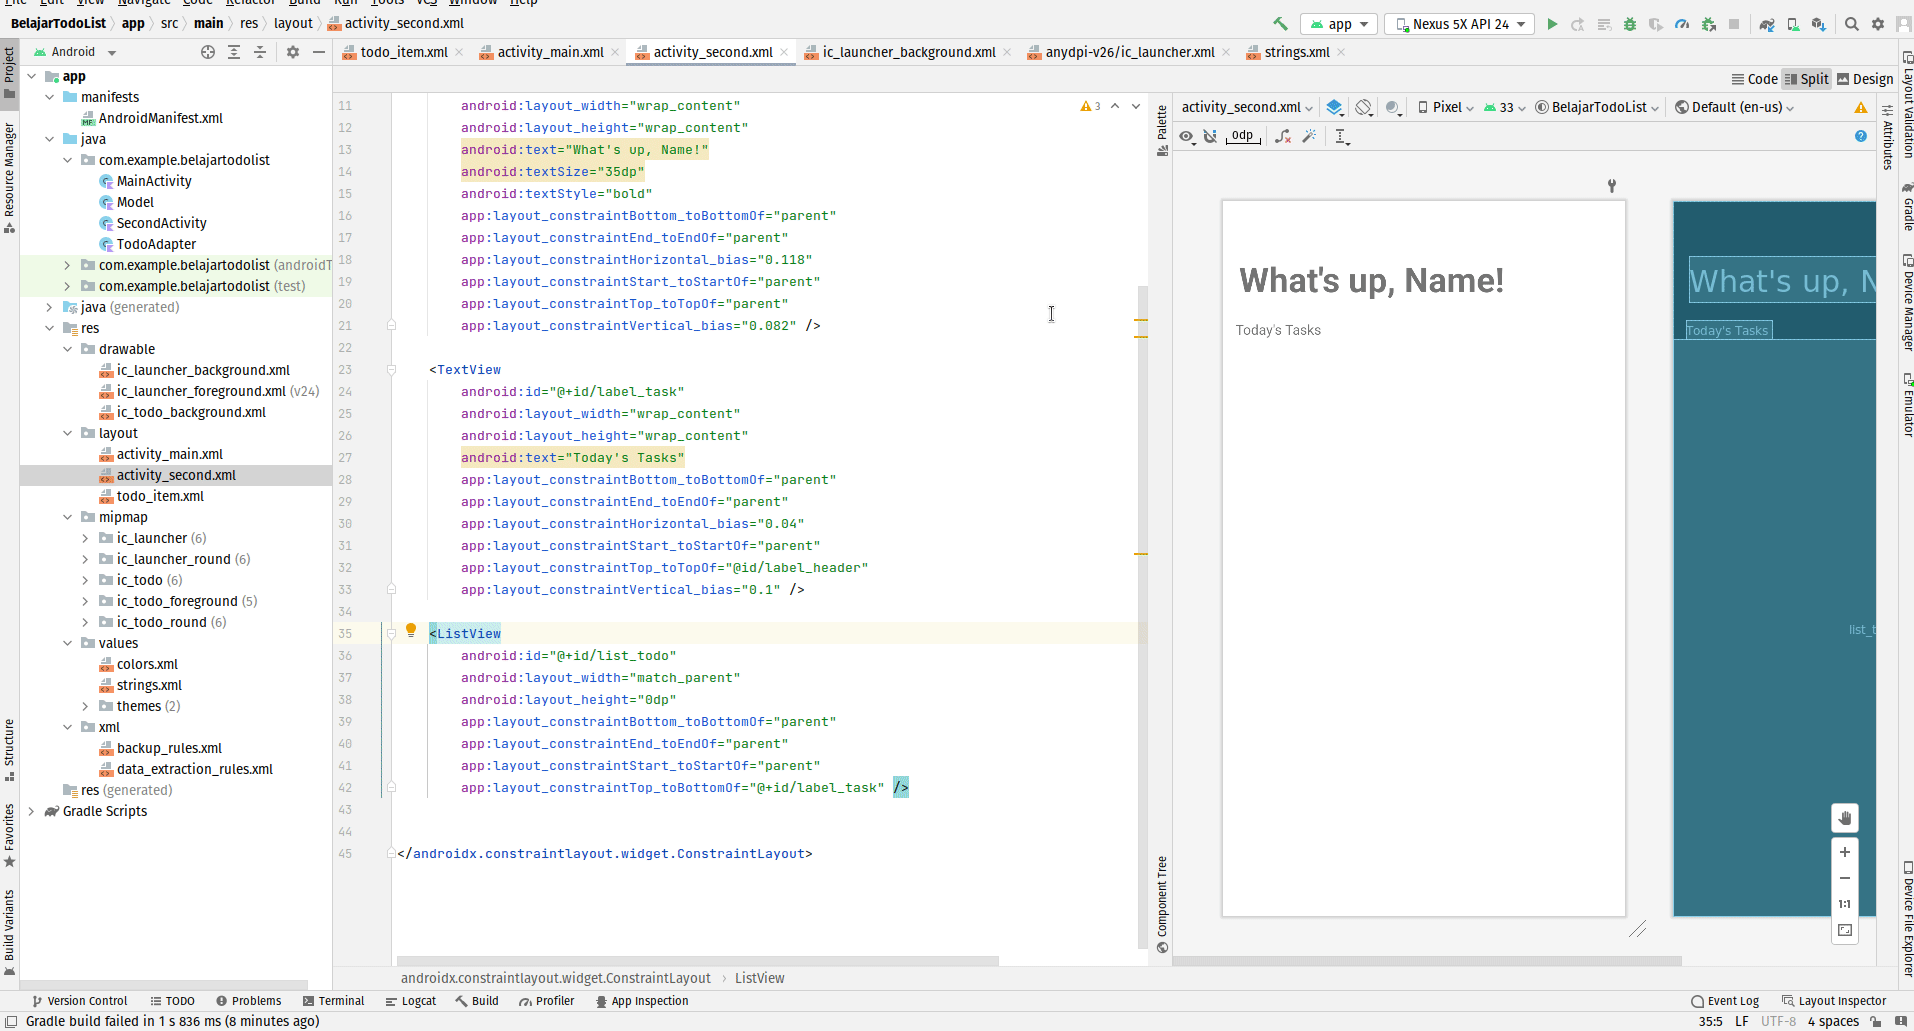 File Edit View Navigate Code Refactor Build Run Tools VCS Window Help
BelajarTodoList app src main res layout activity_second.xml
app Nexus 5X API 24
Android
todo_item.xml activity_main.xml activity_second.xml ic_launcher_background.xml anydpi-v26/ic_launcher.xml strings.xml
Code Split Design
Project
Resource Manager
Structure
Favorites
Build Variants
app
manifests
AndroidManifest.xml
java
com.example.belajartodolist
MainActivity
Model
SecondActivity
TodoAdapter
com.example.belajartodolist (androidT
com.example.belajartodolist (test)
java (generated)
res
drawable
ic_launcher_background.xml
ic_launcher_foreground.xml (v24)
ic_todo_background.xml
layout
activity_main.xml
activity_second.xml
todo_item.xml
mipmap
ic_launcher (6)
ic_launcher_round (6)
ic_todo (6)
ic_todo_foreground (5)
ic_todo_round (6)
values
colors.xml
strings.xml
themes (2)
xml
backup_rules.xml
data_extraction_rules.xml
res (generated)
Gradle Scripts
11 android:layout_width="wrap_content"
12 android:layout_height="wrap_content"
13 android:text="What's up, Name!"
14 android:textSize="35dp"
15 android:textStyle="bold"
16 app:layout_constraintBottom_toBottomOf="parent"
17 app:layout_constraintEnd_toEndOf="parent"
18 app:layout_constraintHorizontal_bias="0.118"
19 app:layout_constraintStart_toStartOf="parent"
20 app:layout_constraintTop_toTopOf="parent"
21 app:layout_constraintVertical_bias="0.082" />
22
23 <TextView
24 android:id="@+id/label_task"
25 android:layout_width="wrap_content"
26 android:layout_height="wrap_content"
27 android:text="Today's Tasks"
28 app:layout_constraintBottom_toBottomOf="parent"
29 app:layout_constraintEnd_toEndOf="parent"
30 app:layout_constraintHorizontal_bias="0.04"
31 app:layout_constraintStart_toStartOf="parent"
32 app:layout_constraintTop_toTopOf="@id/label_header"
33 app:layout_constraintVertical_bias="0.1" />
34
35 <ListView
36 android:id="@+id/list_todo"
37 android:layout_width="match_parent"
38 android:layout_height="0dp"
39 app:layout_constraintBottom_toBottomOf="parent"
40 app:layout_constraintEnd_toEndOf="parent"
41 app:layout_constraintStart_toStartOf="parent"
42 app:layout_constraintTop_toBottomOf="@+id/label_task" />
43
44
45 </androidx.constraintlayout.widget.ConstraintLayout>
3
androidx.constraintlayout.widget.ConstraintLayout ListView
Palette
Component Tree
activity_second.xml Pixel 33 BelajarTodoList Default (en-us)
0dp
What's up, Name!
Today's Tasks
What's up, N
Today's Tasks
list_t
1:1
Attributes
Layout Validation
Gradle
Device Manager
Emulator
Device File Explorer
Version Control TODO Problems Terminal Logcat Build Profiler App Inspection Event Log Layout Inspector
Gradle build failed in 1 s 836 ms (8 minutes ago) 35:5 LF UTF-8 4 spaces